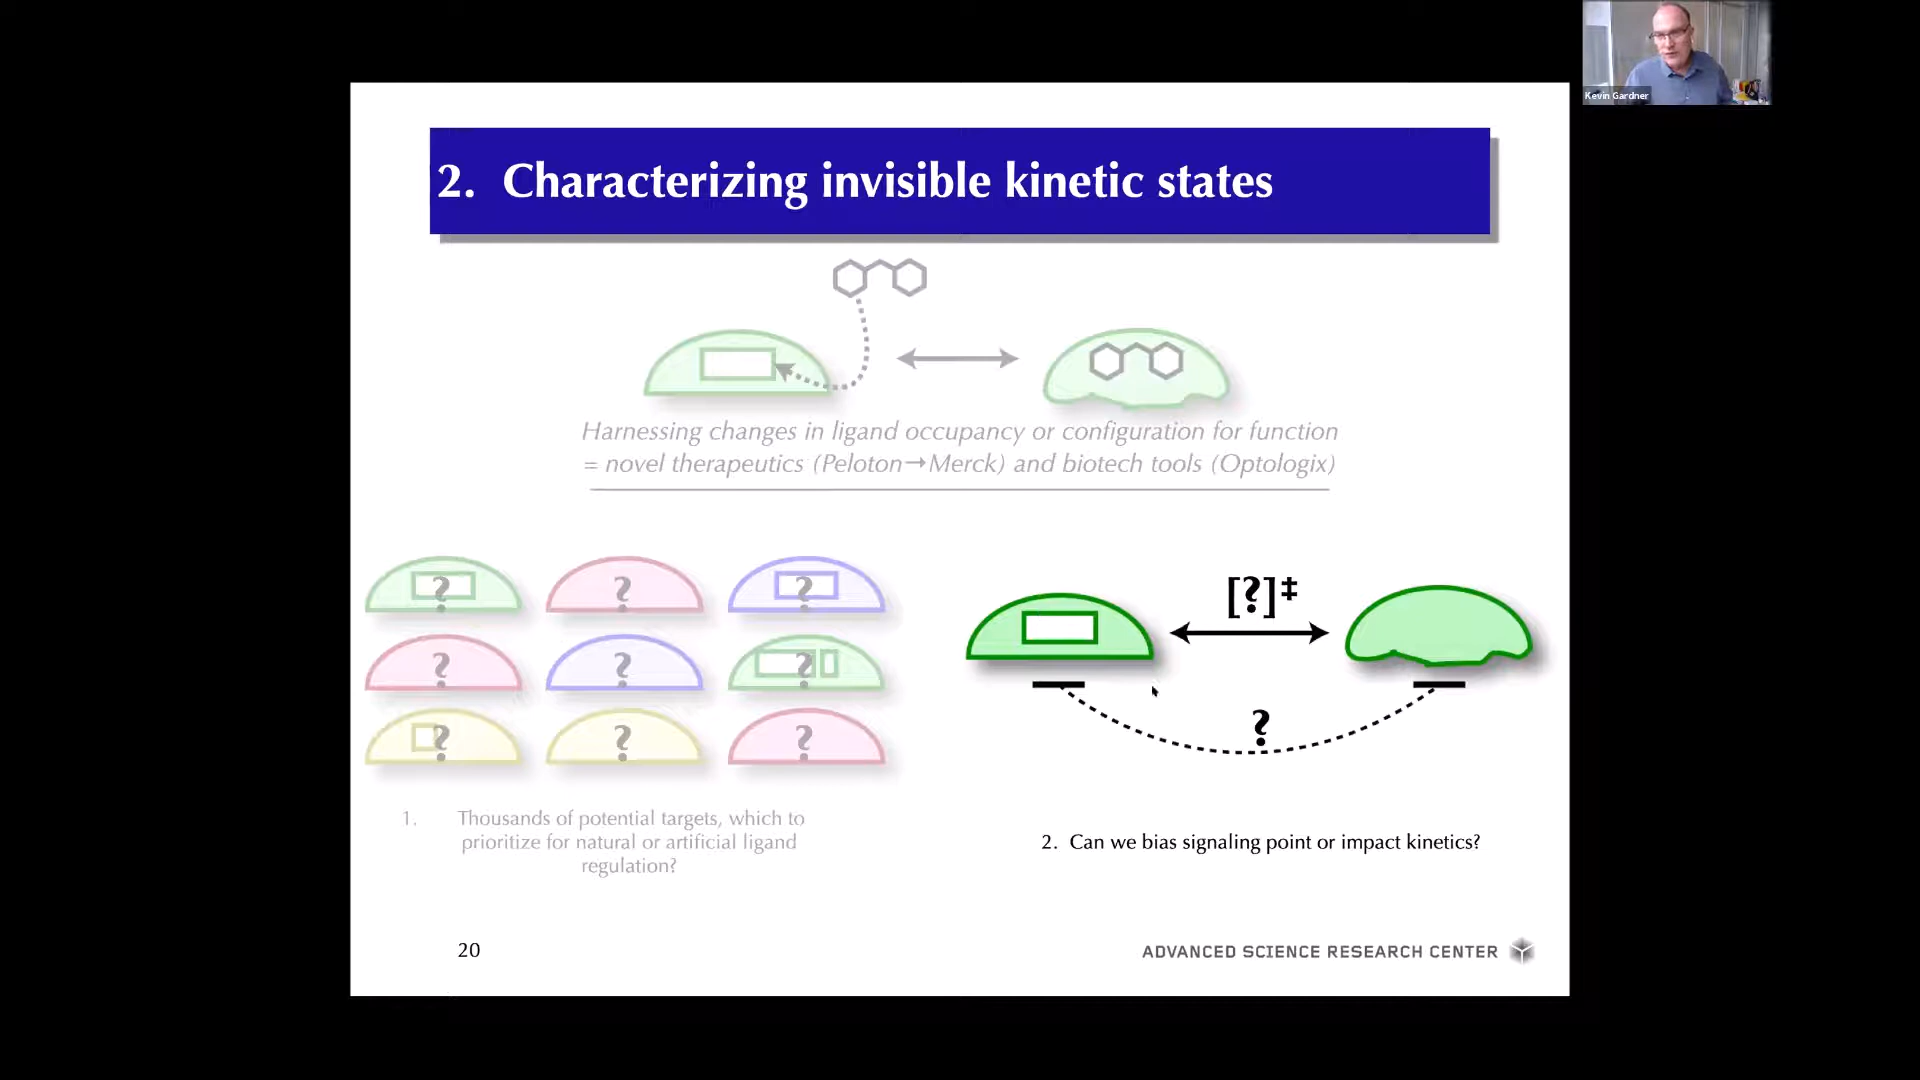 Kevin Gardner
2. Characterizing invisible kinetic states
Harnessing changes in ligand occupancy or configuration for function
= novel therapeutics (Peloton→Merck) and biotech tools (Optologix)
? ? ?
? ? ?
? ? ?
[?]‡
?
1. Thousands of potential targets, which to
prioritize for natural or artificial ligand
regulation?
2. Can we bias signaling point or impact kinetics?
20
ADVANCED SCIENCE RESEARCH CENTER